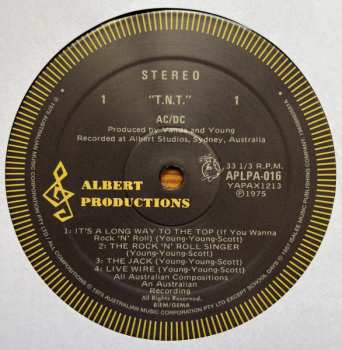 STEREO
1 "T.N.T." 1
AC/DC
Produced by Vanda and Young
Recorded at Albert Studios, Sydney, Australia
33 1/3 R.P.M.
APLPA-016
YAPAX1213
℗1975
ALBERT
PRODUCTIONS
1: IT'S A LONG WAY TO THE TOP (If You Wanna
Rock 'N' Roll) (Young-Young-Scott)
2: THE ROCK 'N' ROLL SINGER
(Young-Young-Scott)
3: THE JACK (Young-Young-Scott)
4: LIVE WIRE (Young-Young-Scott)
All Australian Compositions
An Australian
Recording
All Rights Reserved.
BIEM/GEMA